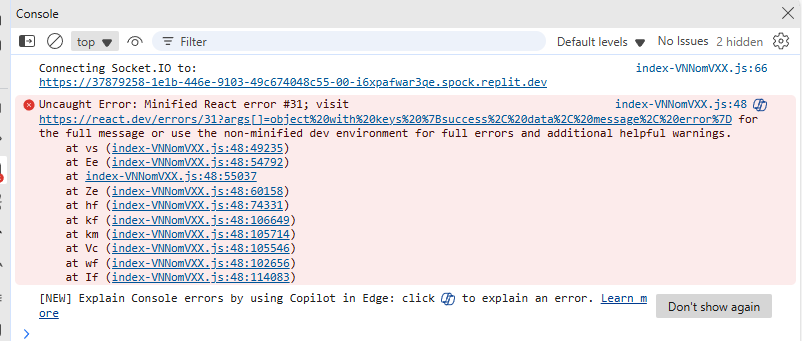 Console
top
Filter
Default levels
No Issues
2 hidden
Connecting Socket.IO to: index-VNNomVXX.js:66
https://37879258-1e1b-446e-9103-49c674048c55-00-i6xpafwar3qe.spock.replit.dev
Uncaught Error: Minified React error #31; visit index-VNNomVXX.js:48
https://react.dev/errors/31?args[]=object%20with%20keys%20%7Bsuccess%2C%20data%2C%20message%2C%20error%7D for
the full message or use the non-minified dev environment for full errors and additional helpful warnings.
at vs (index-VNNomVXX.js:48:49235)
at Ee (index-VNNomVXX.js:48:54792)
at index-VNNomVXX.js:48:55037
at Ze (index-VNNomVXX.js:48:60158)
at hf (index-VNNomVXX.js:48:74331)
at kf (index-VNNomVXX.js:48:106649)
at km (index-VNNomVXX.js:48:105714)
at Vc (index-VNNomVXX.js:48:105546)
at wf (index-VNNomVXX.js:48:102656)
at If (index-VNNomVXX.js:48:114083)
[NEW] Explain Console errors by using Copilot in Edge: click to explain an error. Learn m
ore
Don't show again